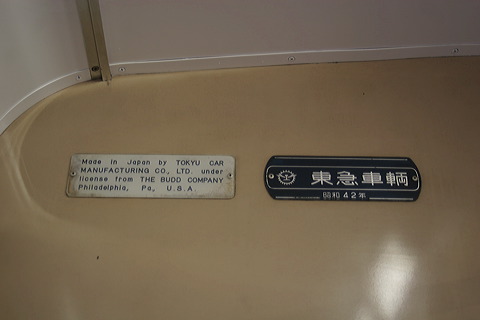 Made in Japan by TOKYU CAR
MANUFACTURING CO., LTD. under
license from THE BUDD COMPANY
Philadelphia, Pa., U.S.A.
東急車輛
昭和42年